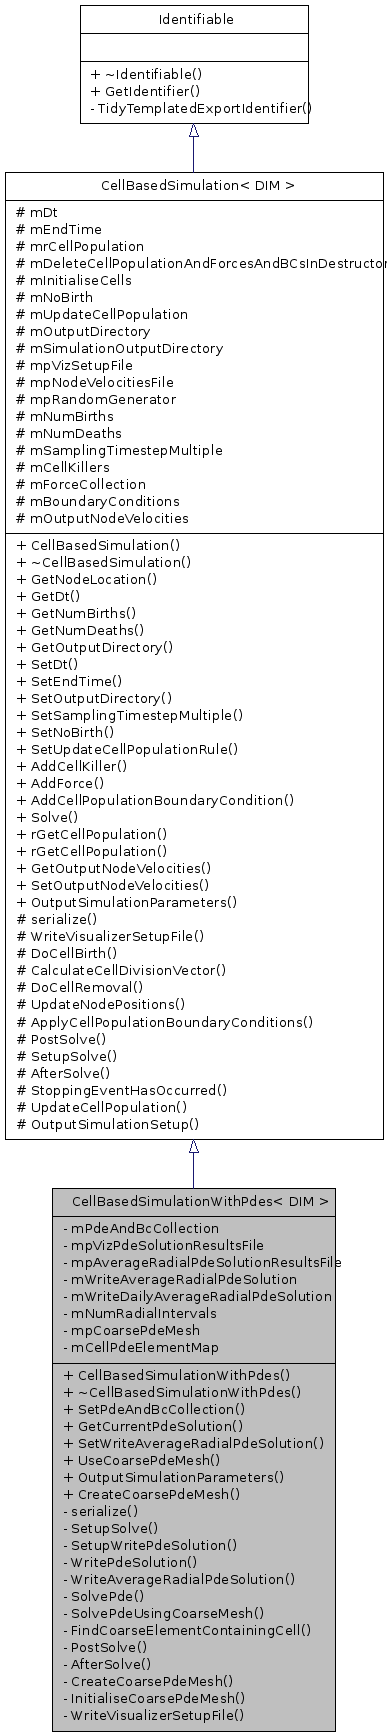 Identifiable
+ ~Identifiable()
+ GetIdentifier()
- TidyTemplatedExportIdentifier()
CellBasedSimulation< DIM >
# mDt
# mEndTime
# mrCellPopulation
# mDeleteCellPopulationAndForcesAndBCsInDestructor
# mInitialiseCells
# mNoBirth
# mUpdateCellPopulation
# mOutputDirectory
# mSimulationOutputDirectory
# mpVizSetupFile
# mpNodeVelocitiesFile
# mpRandomGenerator
# mNumBirths
# mNumDeaths
# mSamplingTimestepMultiple
# mCellKillers
# mForceCollection
# mBoundaryConditions
# mOutputNodeVelocities
+ CellBasedSimulation()
+ ~CellBasedSimulation()
+ GetNodeLocation()
+ GetDt()
+ GetNumBirths()
+ GetNumDeaths()
+ GetOutputDirectory()
+ SetDt()
+ SetEndTime()
+ SetOutputDirectory()
+ SetSamplingTimestepMultiple()
+ SetNoBirth()
+ SetUpdateCellPopulationRule()
+ AddCellKiller()
+ AddForce()
+ AddCellPopulationBoundaryCondition()
+ Solve()
+ rGetCellPopulation()
+ rGetCellPopulation()
+ GetOutputNodeVelocities()
+ SetOutputNodeVelocities()
+ OutputSimulationParameters()
# serialize()
# WriteVisualizerSetupFile()
# DoCellBirth()
# CalculateCellDivisionVector()
# DoCellRemoval()
# UpdateNodePositions()
# ApplyCellPopulationBoundaryConditions()
# PostSolve()
# SetupSolve()
# AfterSolve()
# StoppingEventHasOccurred()
# UpdateCellPopulation()
# OutputSimulationSetup()
CellBasedSimulationWithPdes< DIM >
- mPdeAndBcCollection
- mpVizPdeSolutionResultsFile
- mpAverageRadialPdeSolutionResultsFile
- mWriteAverageRadialPdeSolution
- mWriteDailyAverageRadialPdeSolution
- mNumRadialIntervals
- mpCoarsePdeMesh
- mCellPdeElementMap
+ CellBasedSimulationWithPdes()
+ ~CellBasedSimulationWithPdes()
+ SetPdeAndBcCollection()
+ GetCurrentPdeSolution()
+ SetWriteAverageRadialPdeSolution()
+ UseCoarsePdeMesh()
+ OutputSimulationParameters()
+ CreateCoarsePdeMesh()
- serialize()
- SetupSolve()
- SetupWritePdeSolution()
- WritePdeSolution()
- WriteAverageRadialPdeSolution()
- SolvePde()
- SolvePdeUsingCoarseMesh()
- FindCoarseElementContainingCell()
- PostSolve()
- AfterSolve()
- CreateCoarsePdeMesh()
- InitialiseCoarsePdeMesh()
- WriteVisualizerSetupFile()